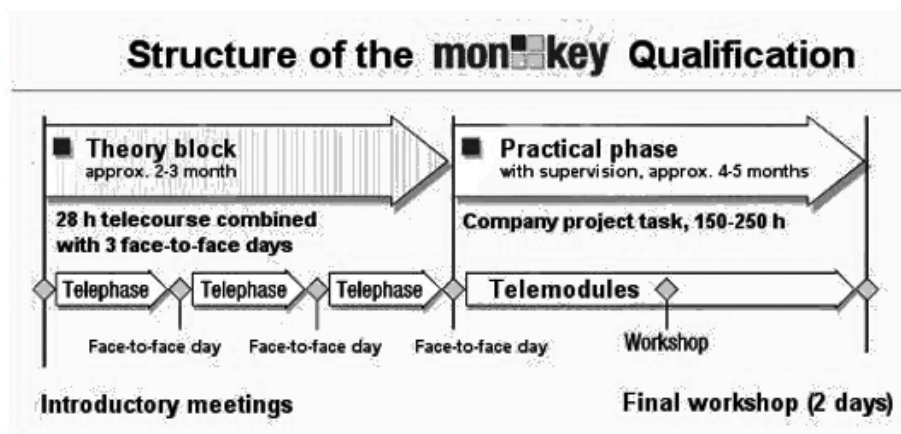 Structure of the monkey Qualification
Theory block
approx. 2-3 month
Practical phase
with supervision, approx. 4-5 months
28 h telecourse combined
with 3 face-to-face days
Company project task, 150-250 h
Telephase
Telephase
Telephase
Telemodules
Face-to-face day
Face-to-face day
Face-to-face day
Workshop
Introductory meetings
Final workshop (2 days)